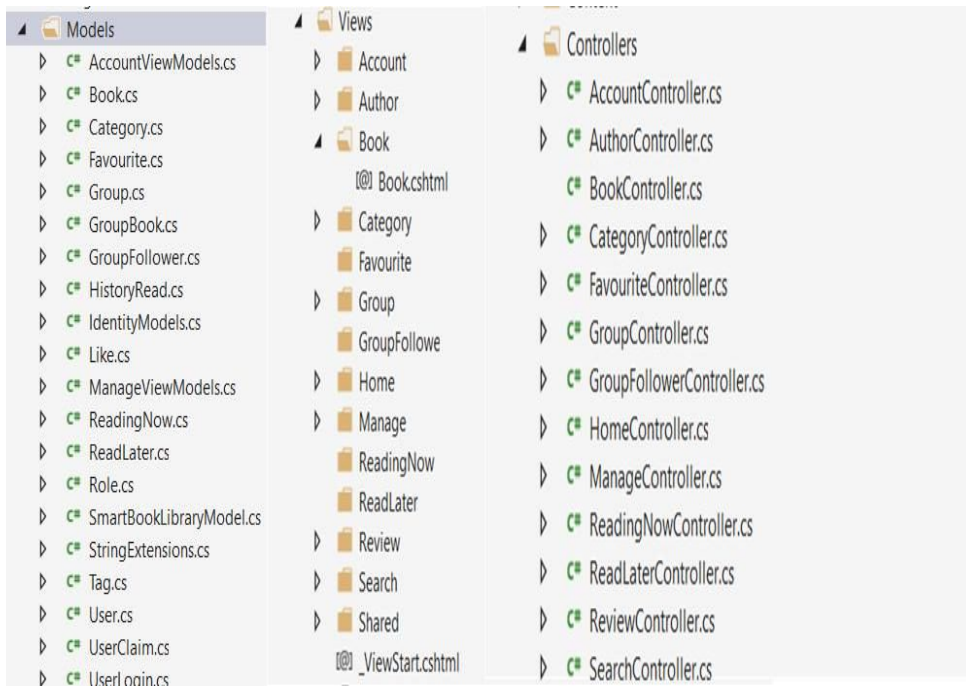 Models
C# AccountViewModels.cs
C# Book.cs
C# Category.cs
C# Favourite.cs
C# Group.cs
C# GroupBook.cs
C# GroupFollower.cs
C# HistoryRead.cs
C# IdentityModels.cs
C# Like.cs
C# ManageViewModels.cs
C# ReadingNow.cs
C# ReadLater.cs
C# Role.cs
C# SmartBookLibraryModel.cs
C# StringExtensions.cs
C# Tag.cs
C# User.cs
C# UserClaim.cs
C# UserLogin.cs
Views
Account
Author
Book
[@] Book.cshtml
Category
Favourite
Group
GroupFollowe
Home
Manage
ReadingNow
ReadLater
Review
Search
Shared
[@] _ViewStart.cshtml
Controllers
C# AccountController.cs
C# AuthorController.cs
C# BookController.cs
C# CategoryController.cs
C# FavouriteController.cs
C# GroupController.cs
C# GroupFollowerController.cs
C# HomeController.cs
C# ManageController.cs
C# ReadingNowController.cs
C# ReadLaterController.cs
C# ReviewController.cs
C# SearchController.cs